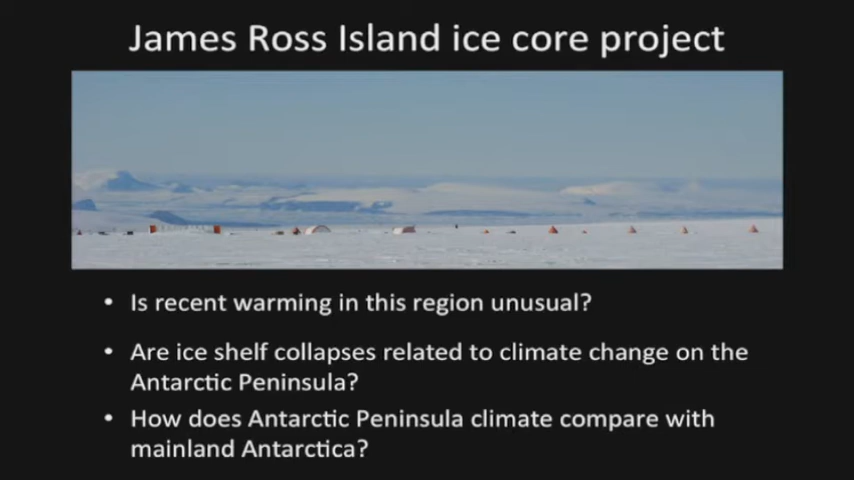 James Ross Island ice core project
• Is recent warming in this region unusual?
• Are ice shelf collapses related to climate change on the
Antarctic Peninsula?
• How does Antarctic Peninsula climate compare with
mainland Antarctica?